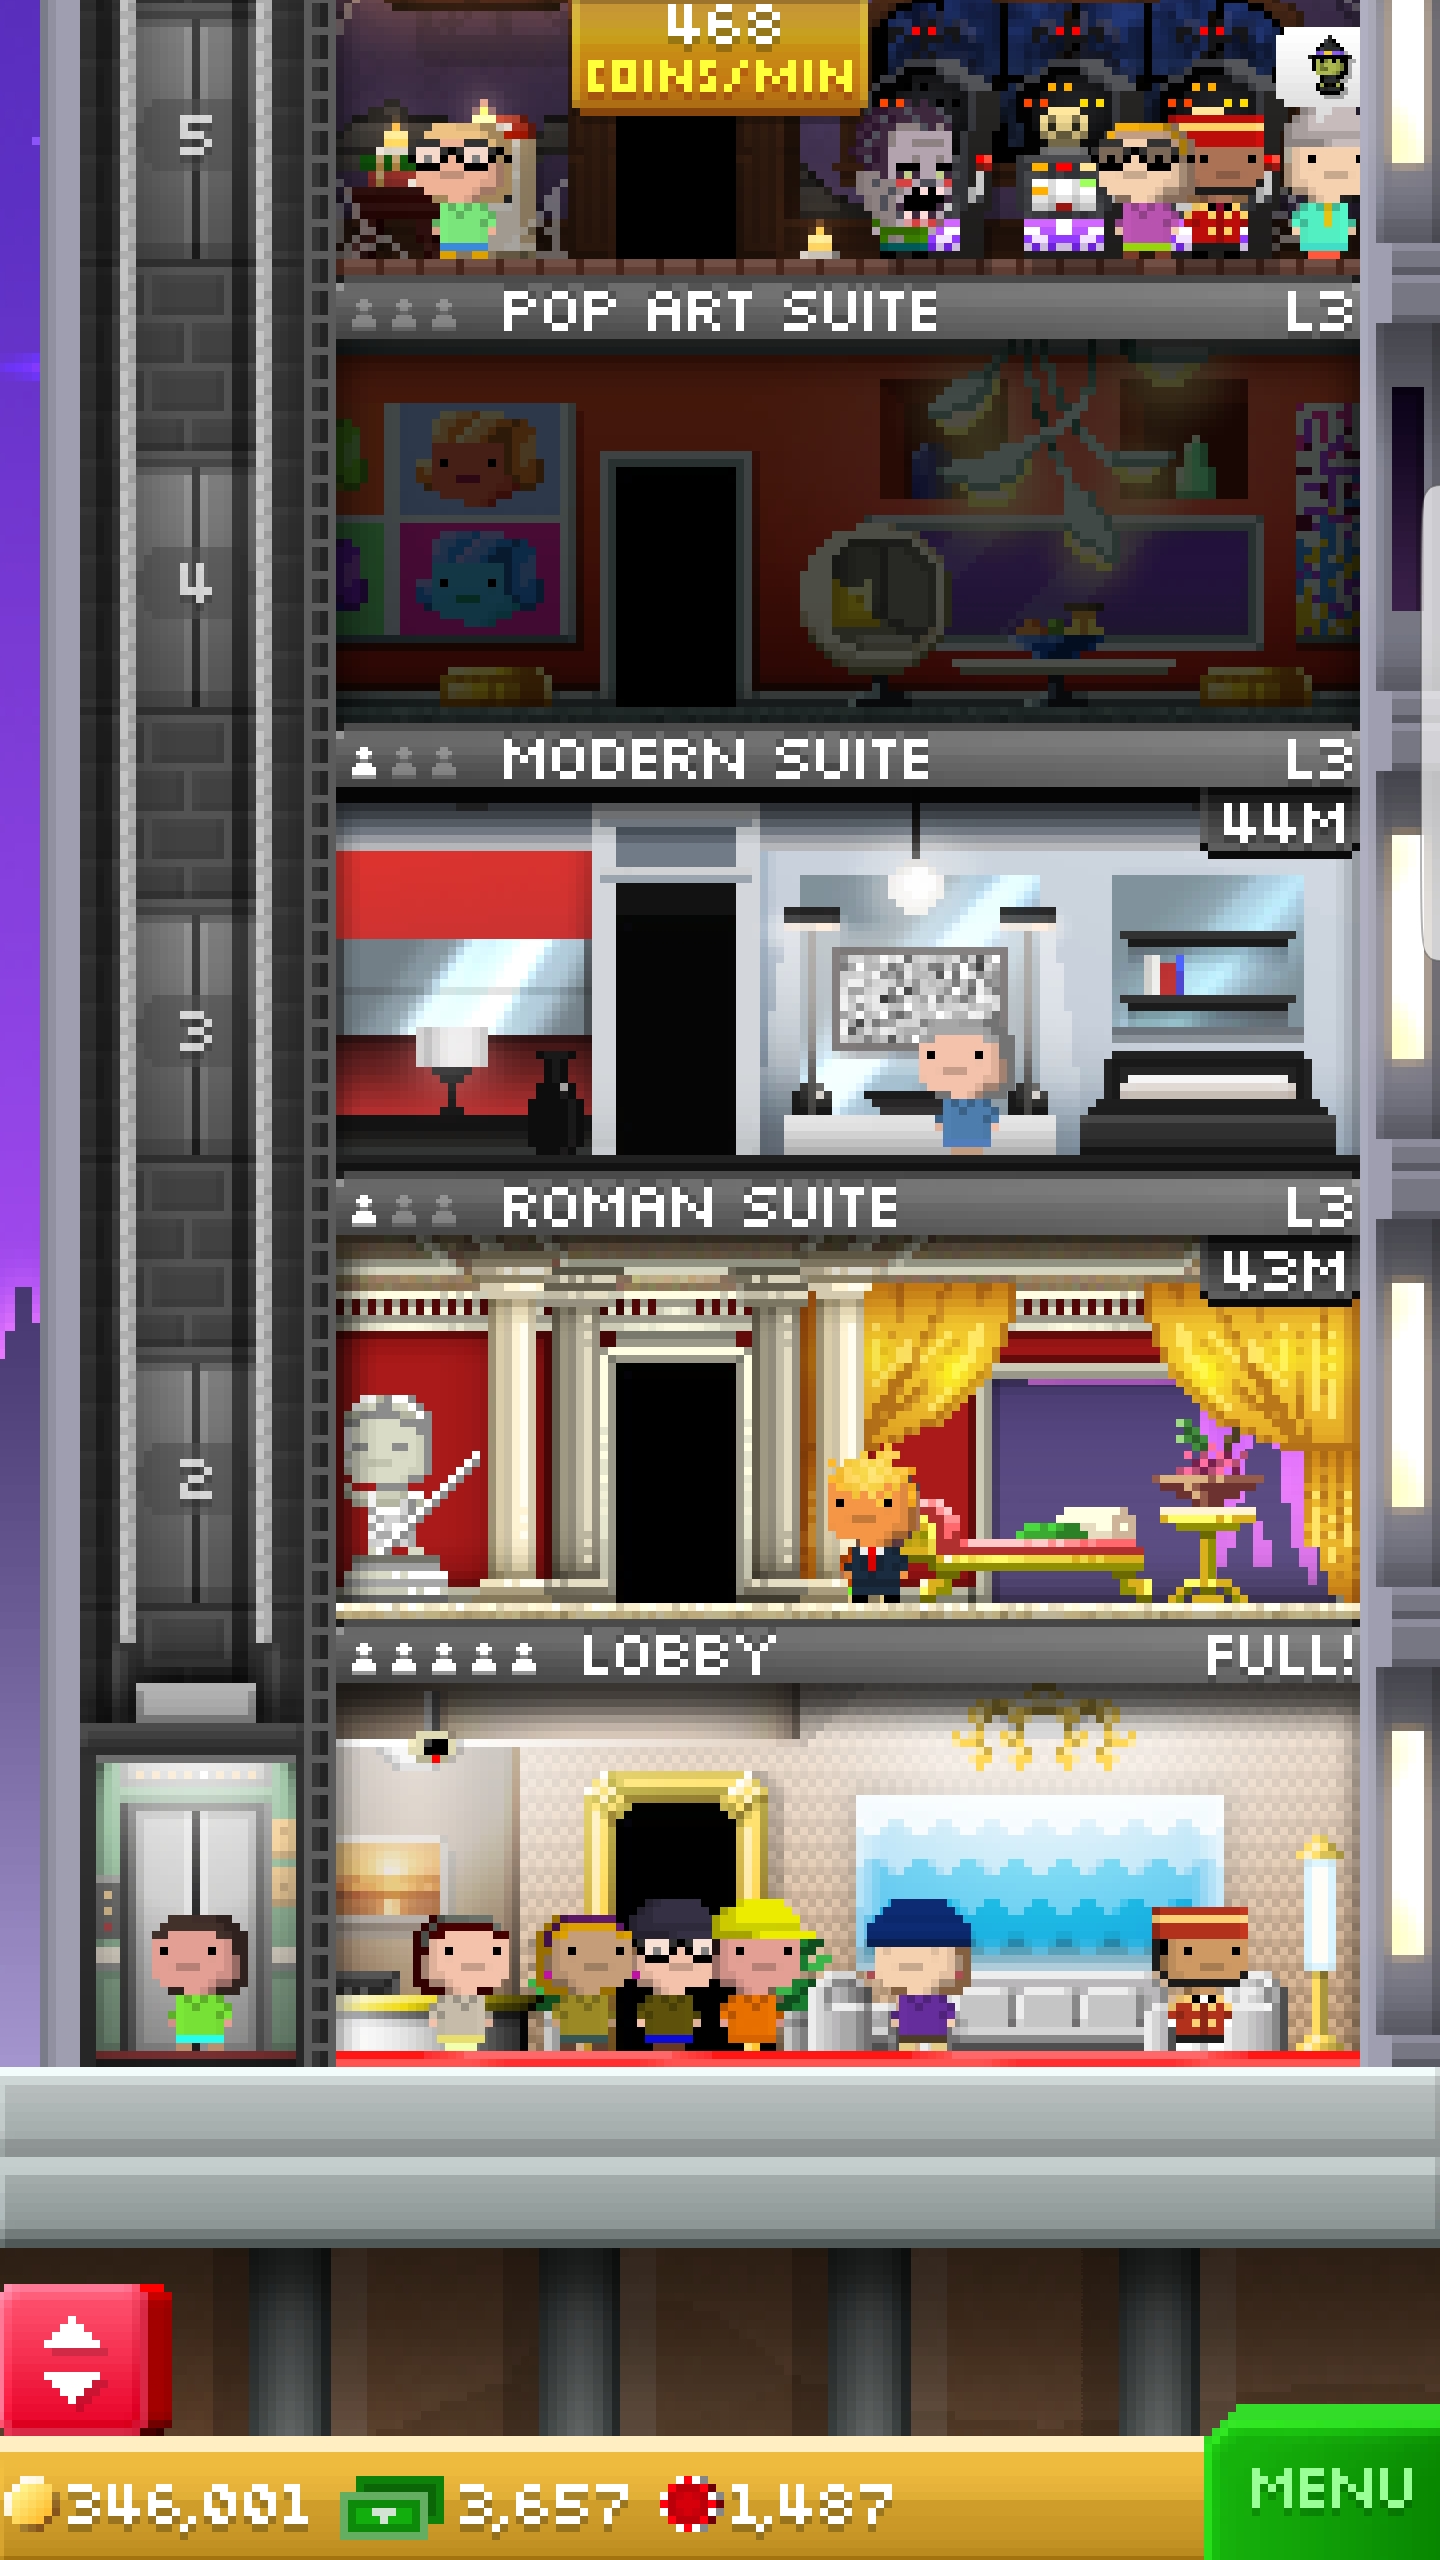 468
COINS/MIN
5
POP ART SUITE L3
4
MODERN SUITE L3
44M
3
ROMAN SUITE L3
43M
2
LOBBY FULL!
346,001 3,657 1,487
MENU